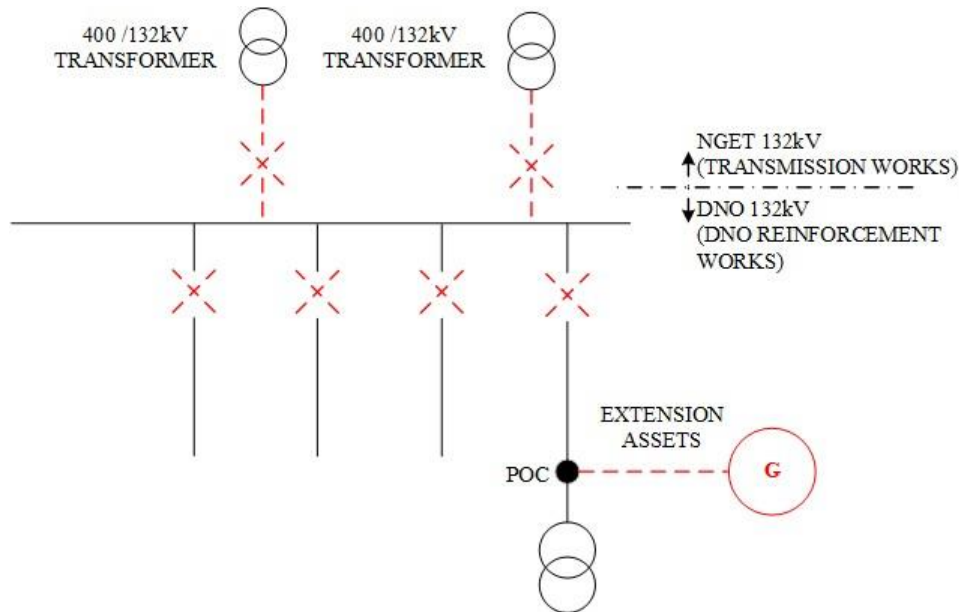 400 /132kV
TRANSFORMER
400 /132kV
TRANSFORMER
NGET 132kV
(TRANSMISSION WORKS)
DNO 132kV
(DNO REINFORCEMENT
WORKS)
EXTENSION
ASSETS
POC
G